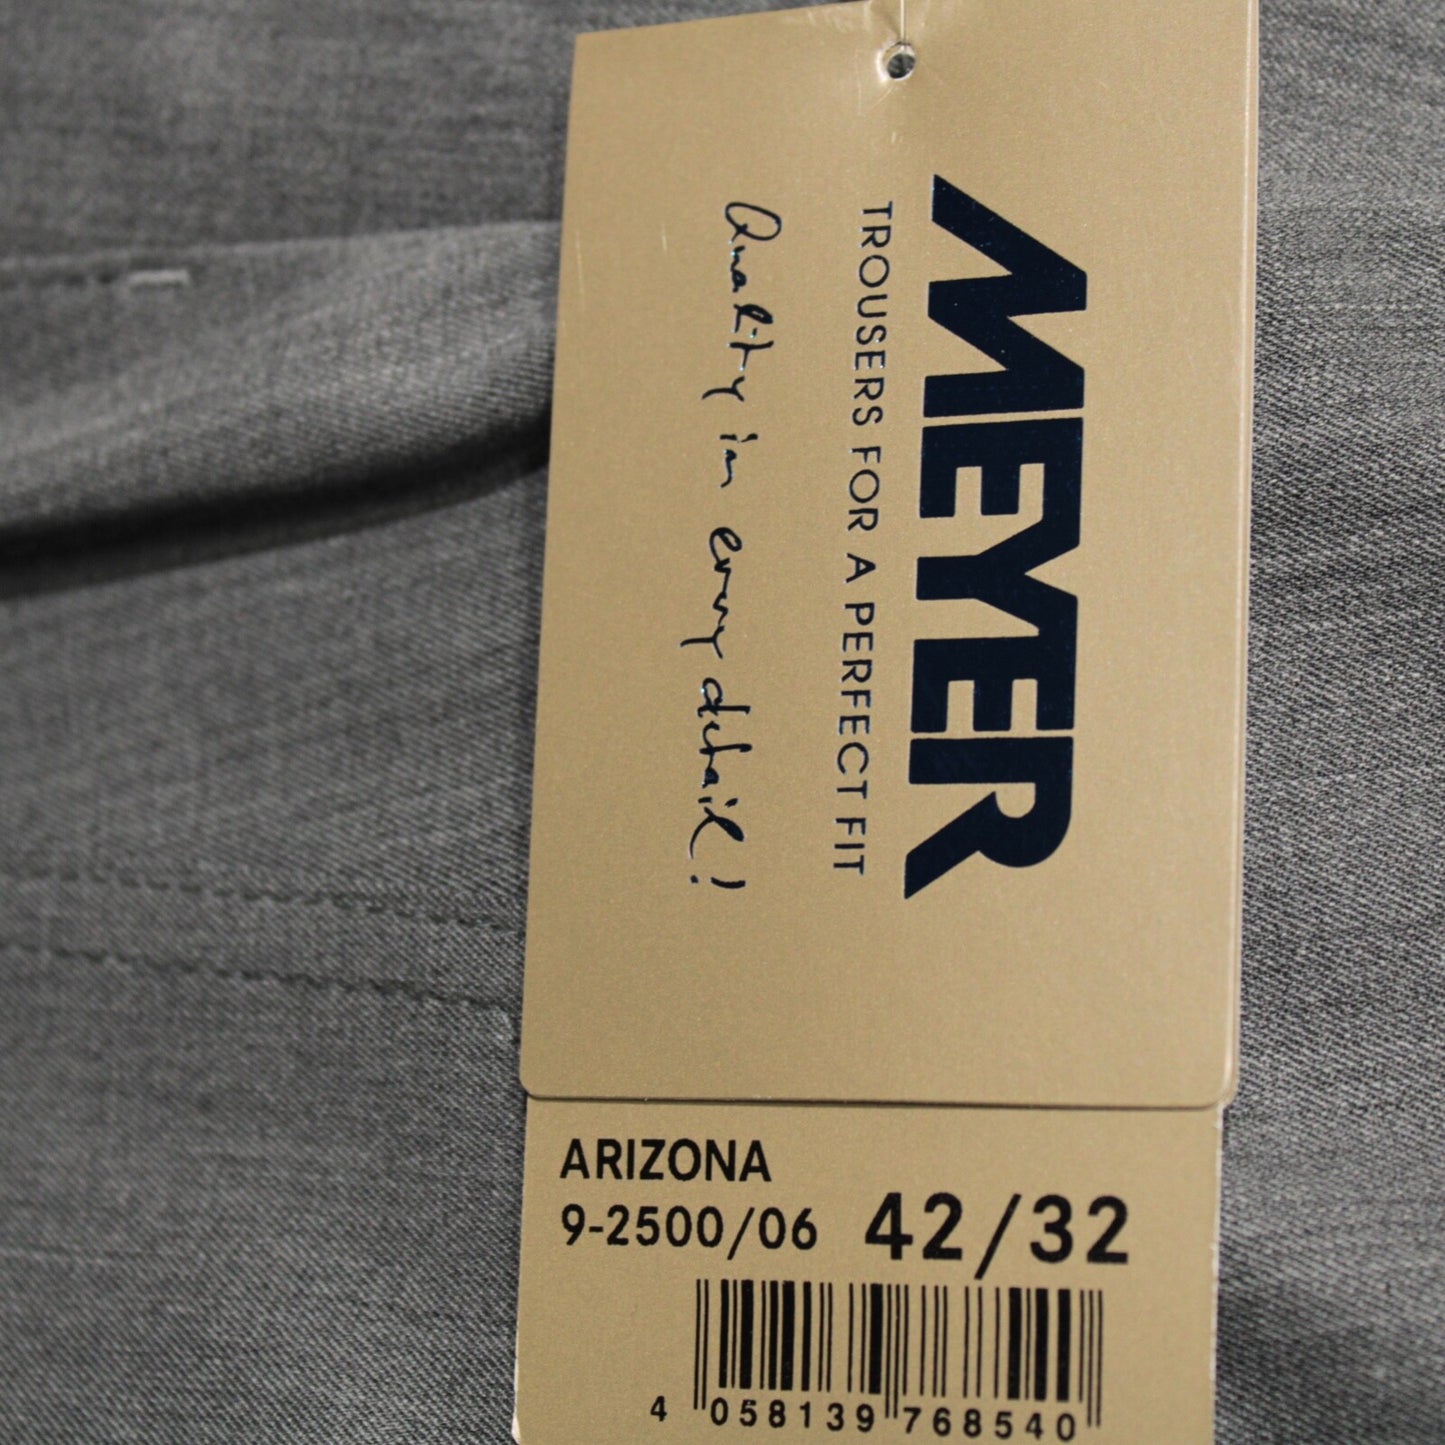 MEYER
TROUSERS FOR A PERFECT FIT
Quality in every detail!
ARIZONA
9-2500/06 42/32
4 058139 768540